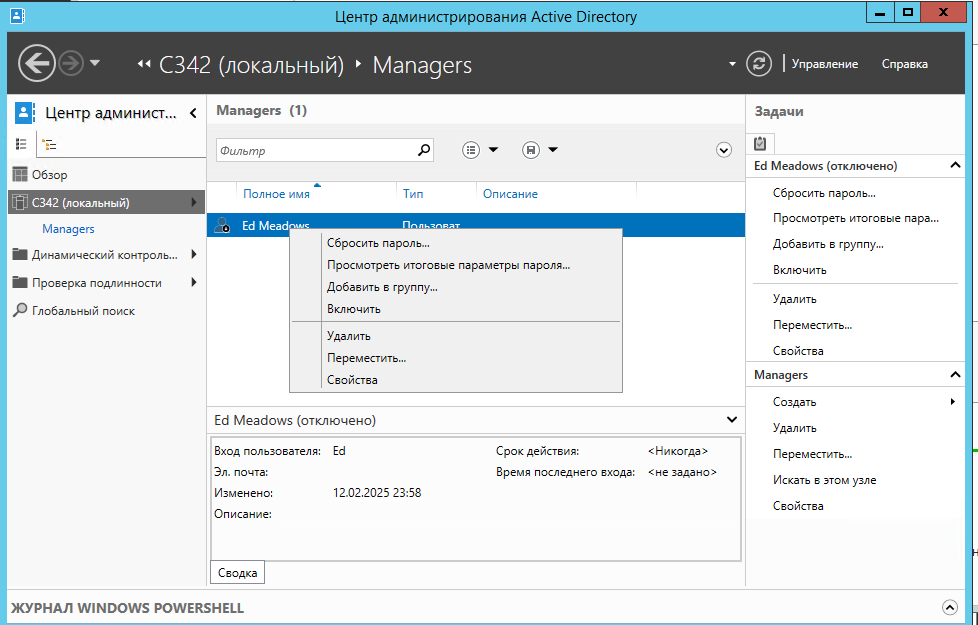 Центр администрирования Active Directory
С342 (локальный) Managers
Управление Справка
Центр админист...
Обзор
С342 (локальный)
Managers
Динамический контроль...
Проверка подлинности
Глобальный поиск
Managers (1)
Фильтр
Полное имя Тип Описание
Ed Meadows Пользоват
Сбросить пароль...
Просмотреть итоговые параметры пароля...
Добавить в группу...
Включить
Удалить
Переместить...
Свойства
Ed Meadows (отключено)
Вход пользователя: Ed Срок действия: <Никогда>
Эл. почта: Время последнего входа: <не задано>
Изменено: 12.02.2025 23:58
Описание:
Сводка
Задачи
Ed Meadows (отключено)
Сбросить пароль...
Просмотреть итоговые пара...
Добавить в группу...
Включить
Удалить
Переместить...
Свойства
Managers
Создать
Удалить
Переместить...
Искать в этом узле
Свойства
ЖУРНАЛ WINDOWS POWERSHELL